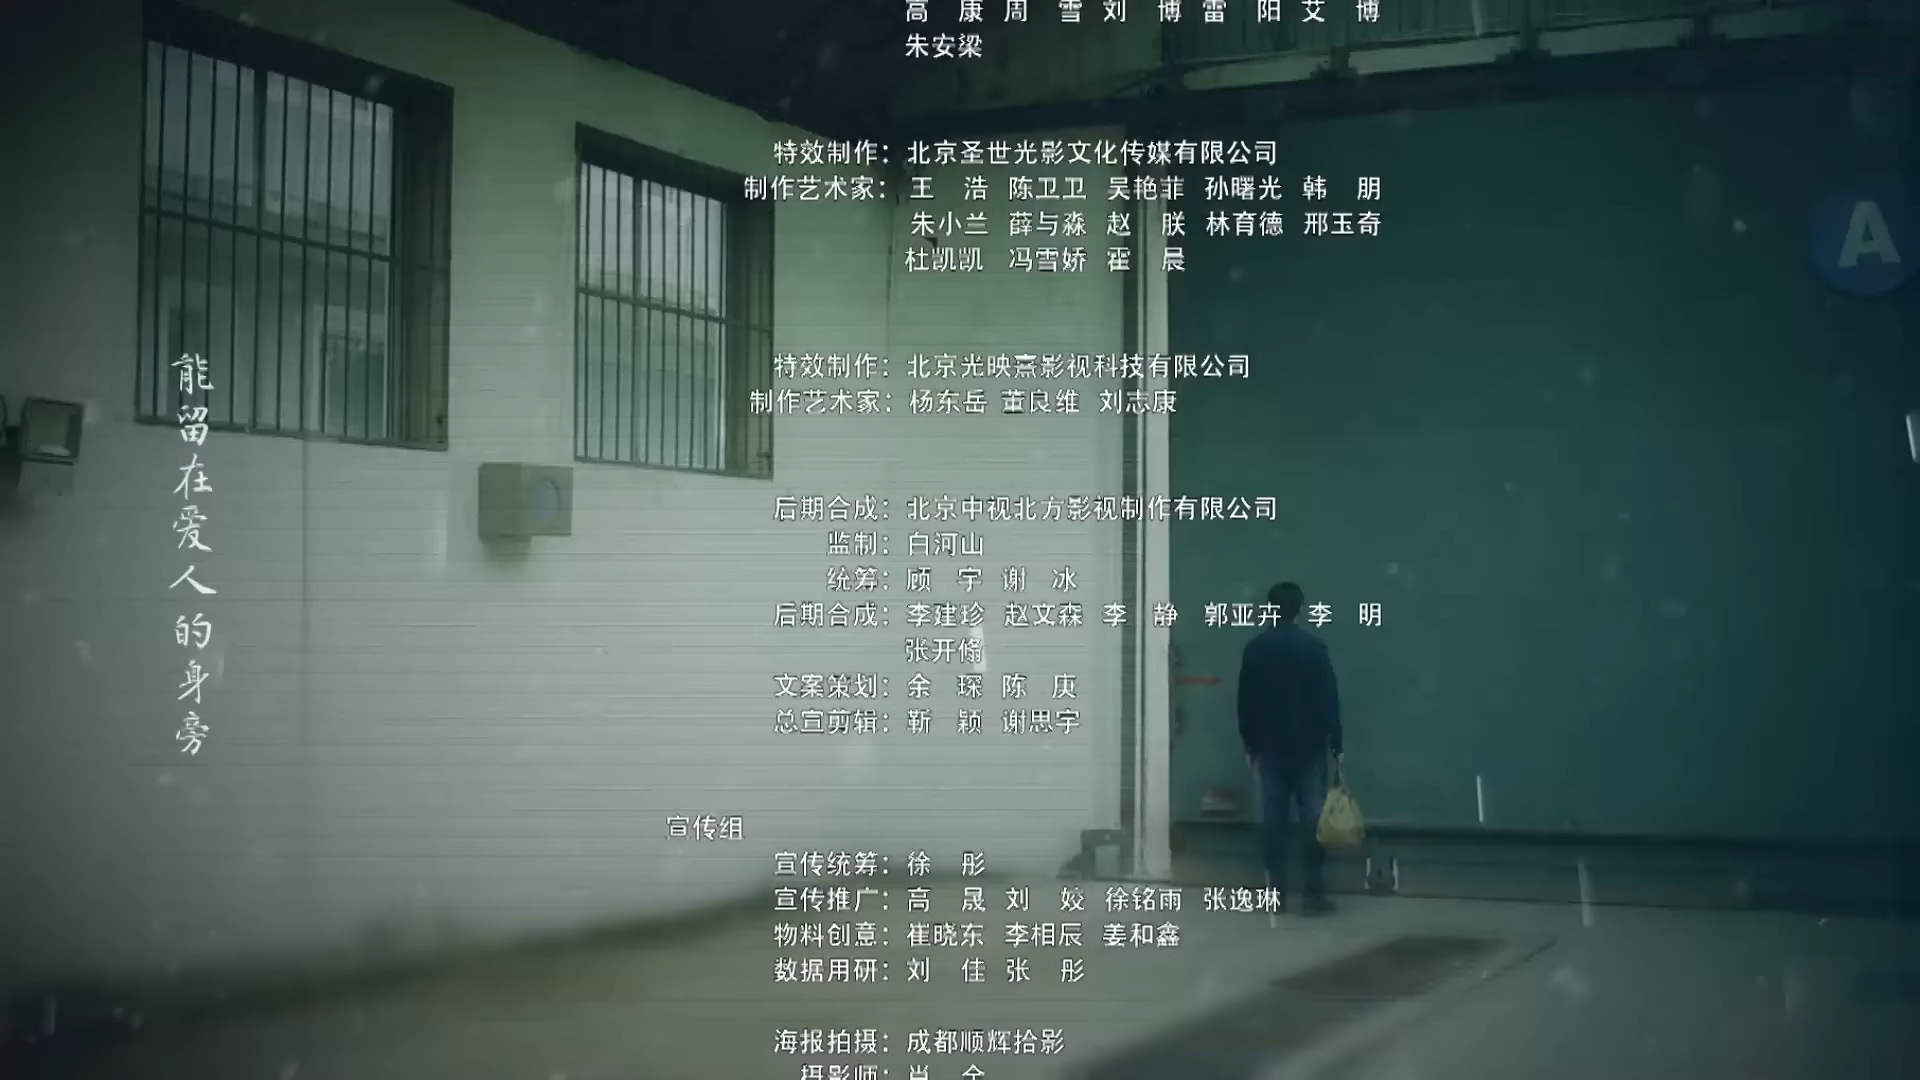 高 康 周 雪 刘 博 雷 阳 艾 博
朱安梁
特效制作：北京圣世光影文化传媒有限公司
制作艺术家：王 浩 陈卫卫 吴艳菲 孙曙光 韩 朋
朱小兰 薛与淼 赵 朕 林育德 邢玉奇
杜凯凯 冯雪娇 霍 晨
特效制作：北京光映熹影视科技有限公司
制作艺术家：杨东岳 董良维 刘志康
后期合成：北京中视北方影视制作有限公司
监制：白河山
统筹：顾 宇 谢 冰
后期合成：李建珍 赵文森 李 静 郭亚卉 李 明
张开翛
文案策划：余 琛 陈 庚
总宣剪辑：靳 颖 谢思宇
宣传组
宣传统筹：徐 彤
宣传推广：高 晟 刘 姣 徐铭雨 张逸琳
物料创意：崔晓东 李相辰 姜和鑫
数据用研：刘 佳 张 彤
海报拍摄：成都顺辉拾影
摄影师：肖 全
能留在爱人的身旁
A